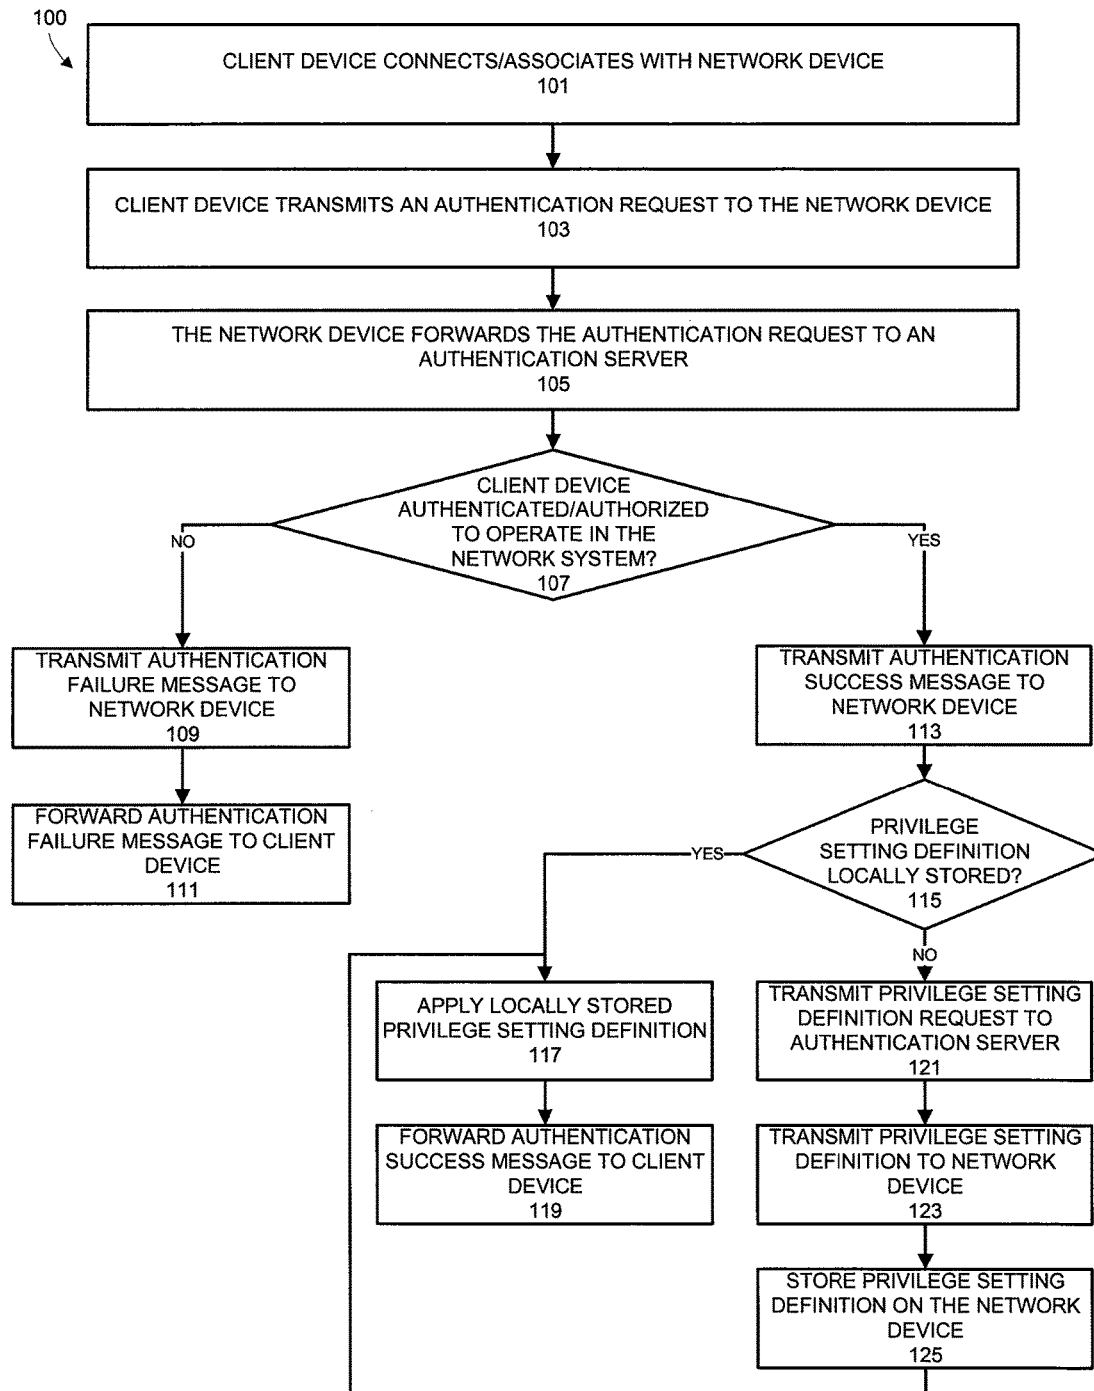 100
CLIENT DEVICE CONNECTS/ASSOCIATES WITH NETWORK DEVICE
101
CLIENT DEVICE TRANSMITS AN AUTHENTICATION REQUEST TO THE NETWORK DEVICE
103
THE NETWORK DEVICE FORWARDS THE AUTHENTICATION REQUEST TO AN
AUTHENTICATION SERVER
105
CLIENT DEVICE
AUTHENTICATED/AUTHORIZED
TO OPERATE IN THE
NETWORK SYSTEM?
107
NO
YES
TRANSMIT AUTHENTICATION
FAILURE MESSAGE TO
NETWORK DEVICE
109
FORWARD AUTHENTICATION
FAILURE MESSAGE TO CLIENT
DEVICE
111
TRANSMIT AUTHENTICATION
SUCCESS MESSAGE TO
NETWORK DEVICE
113
PRIVILEGE
SETTING DEFINITION
LOCALLY STORED?
115
YES
NO
APPLY LOCALLY STORED
PRIVILEGE SETTING DEFINITION
117
FORWARD AUTHENTICATION
SUCCESS MESSAGE TO CLIENT
DEVICE
119
TRANSMIT PRIVILEGE SETTING
DEFINITION REQUEST TO
AUTHENTICATION SERVER
121
TRANSMIT PRIVILEGE SETTING
DEFINITION TO NETWORK
DEVICE
123
STORE PRIVILEGE SETTING
DEFINITION ON THE NETWORK
DEVICE
125